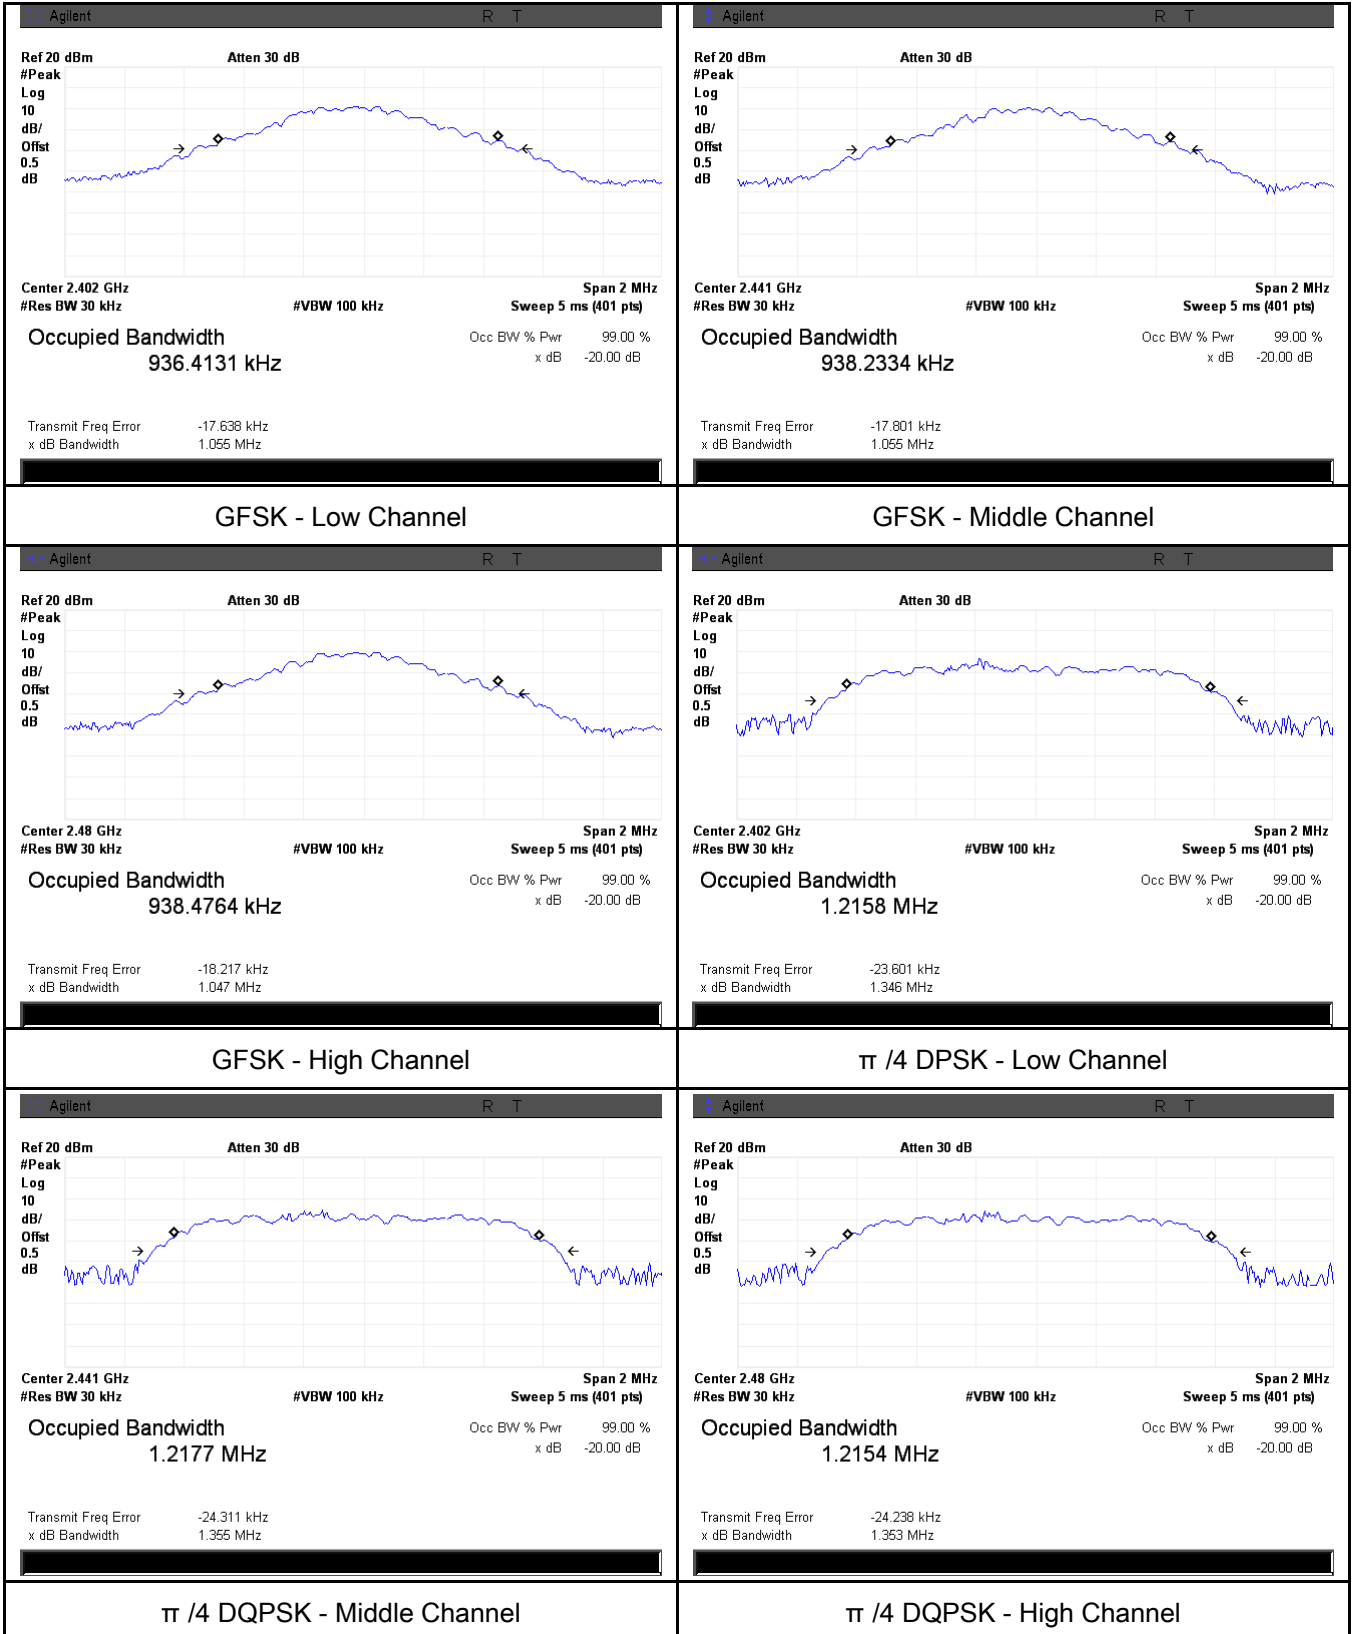 Agilent R T
Ref 20 dBm Atten 30 dB
#Peak
Log
10
dB/
Offst
0.5
dB
Center 2.402 GHz Span 2 MHz
#Res BW 30 kHz #VBW 100 kHz Sweep 5 ms (401 pts)
Occupied Bandwidth Occ BW % Pwr 99.00 %
936.4131 kHz x dB -20.00 dB
Transmit Freq Error -17.638 kHz
x dB Bandwidth 1.055 MHz
GFSK - Low Channel
Agilent R T
Ref 20 dBm Atten 30 dB
#Peak
Log
10
dB/
Offst
0.5
dB
Center 2.441 GHz Span 2 MHz
#Res BW 30 kHz #VBW 100 kHz Sweep 5 ms (401 pts)
Occupied Bandwidth Occ BW % Pwr 99.00 %
938.2334 kHz x dB -20.00 dB
Transmit Freq Error -17.801 kHz
x dB Bandwidth 1.055 MHz
GFSK - Middle Channel
Agilent R T
Ref 20 dBm Atten 30 dB
#Peak
Log
10
dB/
Offst
0.5
dB
Center 2.48 GHz Span 2 MHz
#Res BW 30 kHz #VBW 100 kHz Sweep 5 ms (401 pts)
Occupied Bandwidth Occ BW % Pwr 99.00 %
938.4764 kHz x dB -20.00 dB
Transmit Freq Error -18.217 kHz
x dB Bandwidth 1.047 MHz
GFSK - High Channel
Agilent R T
Ref 20 dBm Atten 30 dB
#Peak
Log
10
dB/
Offst
0.5
dB
Center 2.402 GHz Span 2 MHz
#Res BW 30 kHz #VBW 100 kHz Sweep 5 ms (401 pts)
Occupied Bandwidth Occ BW % Pwr 99.00 %
1.2158 MHz x dB -20.00 dB
Transmit Freq Error -23.601 kHz
x dB Bandwidth 1.346 MHz
π /4 DPSK - Low Channel
Agilent R T
Ref 20 dBm Atten 30 dB
#Peak
Log
10
dB/
Offst
0.5
dB
Center 2.441 GHz Span 2 MHz
#Res BW 30 kHz #VBW 100 kHz Sweep 5 ms (401 pts)
Occupied Bandwidth Occ BW % Pwr 99.00 %
1.2177 MHz x dB -20.00 dB
Transmit Freq Error -24.311 kHz
x dB Bandwidth 1.355 MHz
π /4 DQPSK - Middle Channel
Agilent R T
Ref 20 dBm Atten 30 dB
#Peak
Log
10
dB/
Offst
0.5
dB
Center 2.48 GHz Span 2 MHz
#Res BW 30 kHz #VBW 100 kHz Sweep 5 ms (401 pts)
Occupied Bandwidth Occ BW % Pwr 99.00 %
1.2154 MHz x dB -20.00 dB
Transmit Freq Error -24.238 kHz
x dB Bandwidth 1.353 MHz
π /4 DQPSK - High Channel